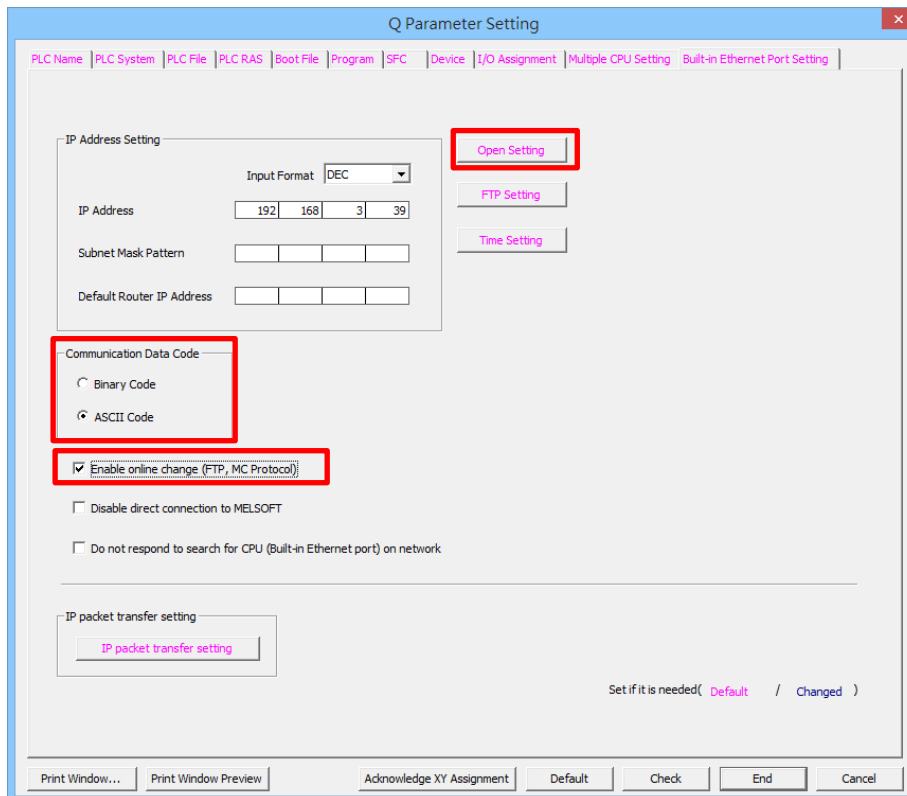 Q Parameter Setting
PLC Name PLC System PLC File PLC RAS Boot File Program SFC Device I/O Assignment Multiple CPU Setting Built-in Ethernet Port Setting
IP Address Setting
Open Setting
Input Format DEC
FTP Setting
IP Address 192 168 3 39
Time Setting
Subnet Mask Pattern
Default Router IP Address
Communication Data Code
Binary Code
ASCII Code
Enable online change (FTP, MC Protocol)
Disable direct connection to MELSOFT
Do not respond to search for CPU (Built-in Ethernet port) on network
IP packet transfer setting
IP packet transfer setting
Set if it is needed( Default / Changed )
Print Window... Print Window Preview Acknowledge XY Assignment Default Check End Cancel